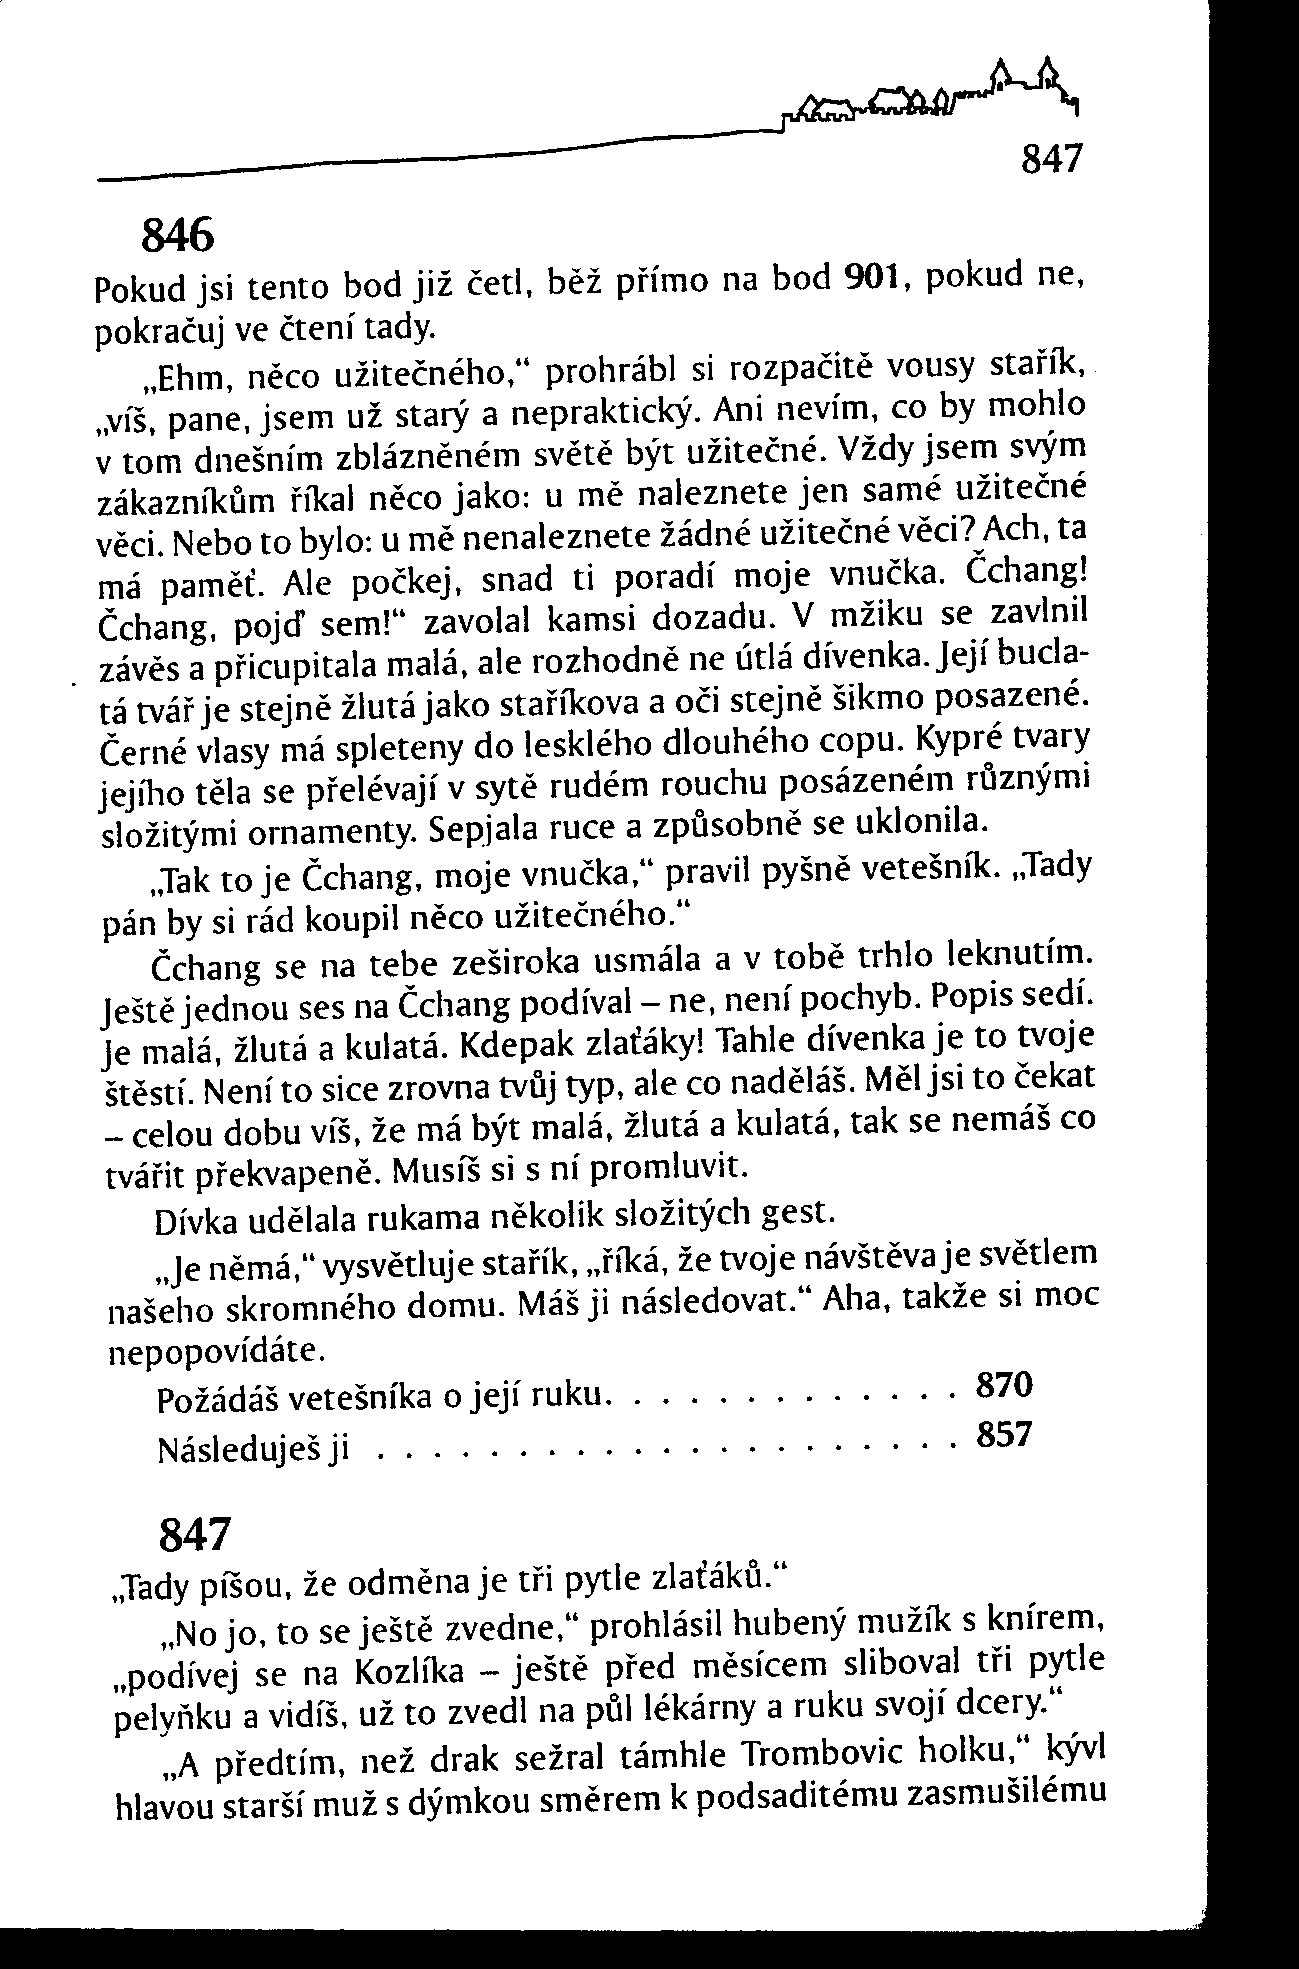 847
846
Pokud jsi tento bod již četl, běž přímo na bod 901, pokud ne,
pokračuj ve čtení tady.
„Ehm, něco užitečného,“ prohrábl si rozpačitě vousy stařík,
„víš, pane, jsem už starý a nepraktický. Ani nevím, co by mohlo
v tom dnešním zblázněném světě být užitečné. Vždy jsem svým
zákazníkům říkal něco jako: u mě naleznete jen samé užitečné
věci. Nebo to bylo: u mě nenaleznete žádné užitečné věci? Ach, ta
má paměť. Ale počkej, snad ti poradí moje vnučka. Čchang!
Čchang, pojď sem!“ zavolal kamsi dozadu. V mžiku se zavlnil
závěs a přicupitala malá, ale rozhodně ne útlá dívenka. Její bucla-
tá tvář je stejně žlutá jako staříkova a oči stejně šikmo posazené.
Černé vlasy má spleteny do lesklého dlouhého copu. Kypré tvary
jejího těla se přelévají v sytě rudém rouchu posázeném různými
složitými ornamenty. Sepjala ruce a způsobně se uklonila.
„Tak to je Čchang, moje vnučka,“ pravil pyšně vetešník. „Tady
pán by si rád koupil něco užitečného.“
Čchang se na tebe zeširoka usmála a v tobě trhlo leknutím.
Ještě jednou ses na Čchang podíval – ne, není pochyb. Popis sedí.
Je malá, žlutá a kulatá. Kdepak zlaťáky! Tahle dívenka je to tvoje
štěstí. Není to sice zrovna tvůj typ, ale co naděláš. Měl jsi to čekat
– celou dobu víš, že má být malá, žlutá a kulatá, tak se nemáš co
tvářit překvapeně. Musíš si s ní promluvit.
Dívka udělala rukama několik složitých gest.
„Je němá,“ vysvětluje stařík, „říká, že tvoje návštěva je světlem
našeho skromného domu. Máš ji následovat.“ Aha, takže si moc
nepopovídáte.
Požádáš vetešníka o její ruku. . . . . . . . . . . . . 870
Následuješ ji . . . . . . . . . . . . . . . . . . . . . 857
847
„Tady píšou, že odměna je tři pytle zlaťáků.“
„No jo, to se ještě zvedne,“ prohlásil hubený mužík s knírem,
„podívej se na Kozlíka – ještě před měsícem sliboval tři pytle
pelyňku a vidíš, už to zvedl na půl lékárny a ruku svojí dcery.“
„A předtím, než drak sežral támhle Trombovic holku,“ kývl
hlavou starší muž s dýmkou směrem k podsaditému zasmušilému